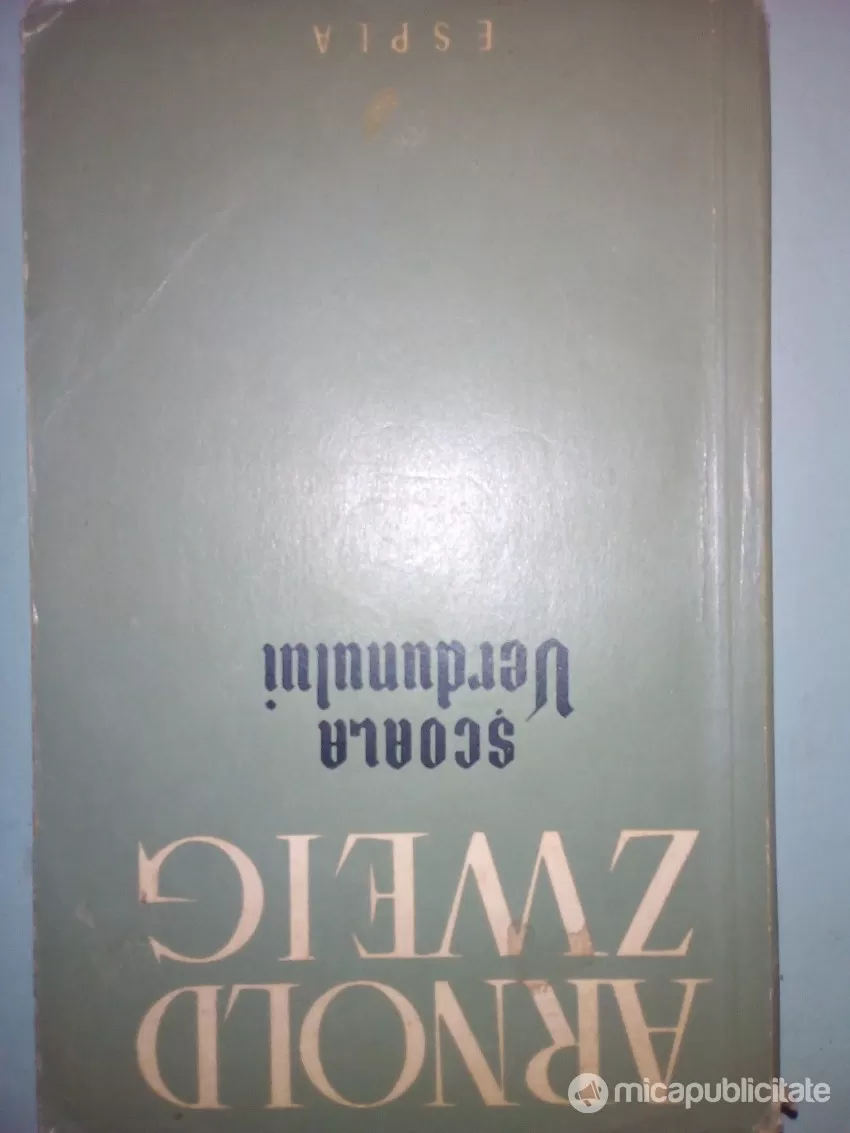 ARNOLD
ZWEIG
ȘCOALA
Verdunului
ESPLA
micapublicitate